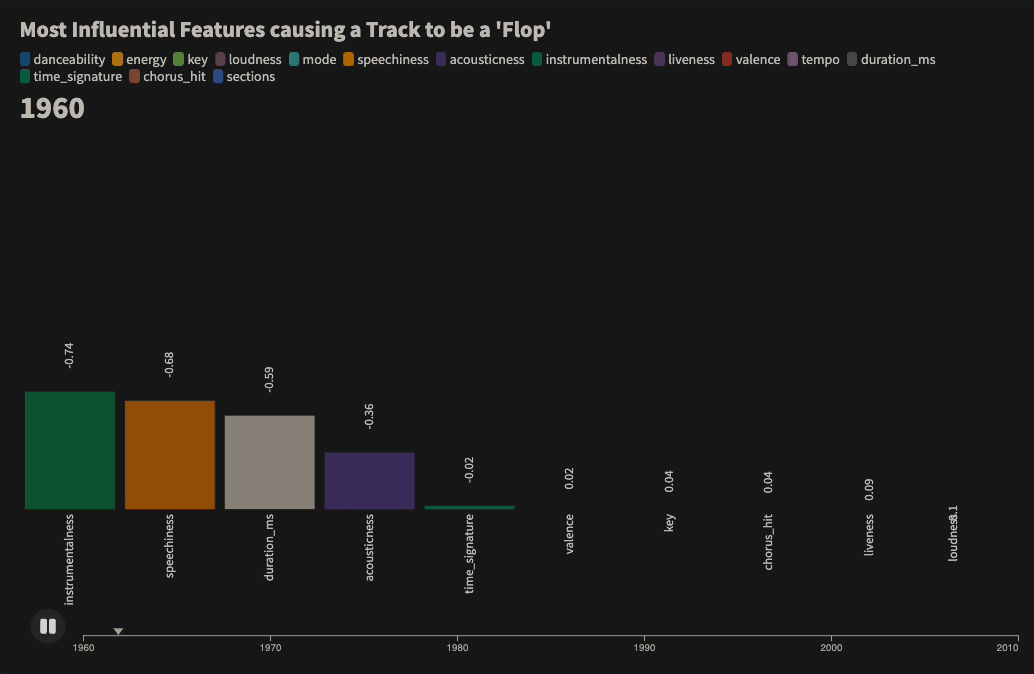 Most Influential Features causing a Track to be a 'Flop'
danceability energy key loudness mode speechiness acousticness instrumentalness liveness valence tempo duration_ms
time_signature chorus_hit sections
1960
-0.74
-0.68
-0.59
-0.36
-0.02
0.02
0.04
0.04
0.09
0.1
instrumentalness
speechiness
duration_ms
acousticness
time_signature
valence
key
chorus_hit
liveness
loudness
1960 1970 1980 1990 2000 2010